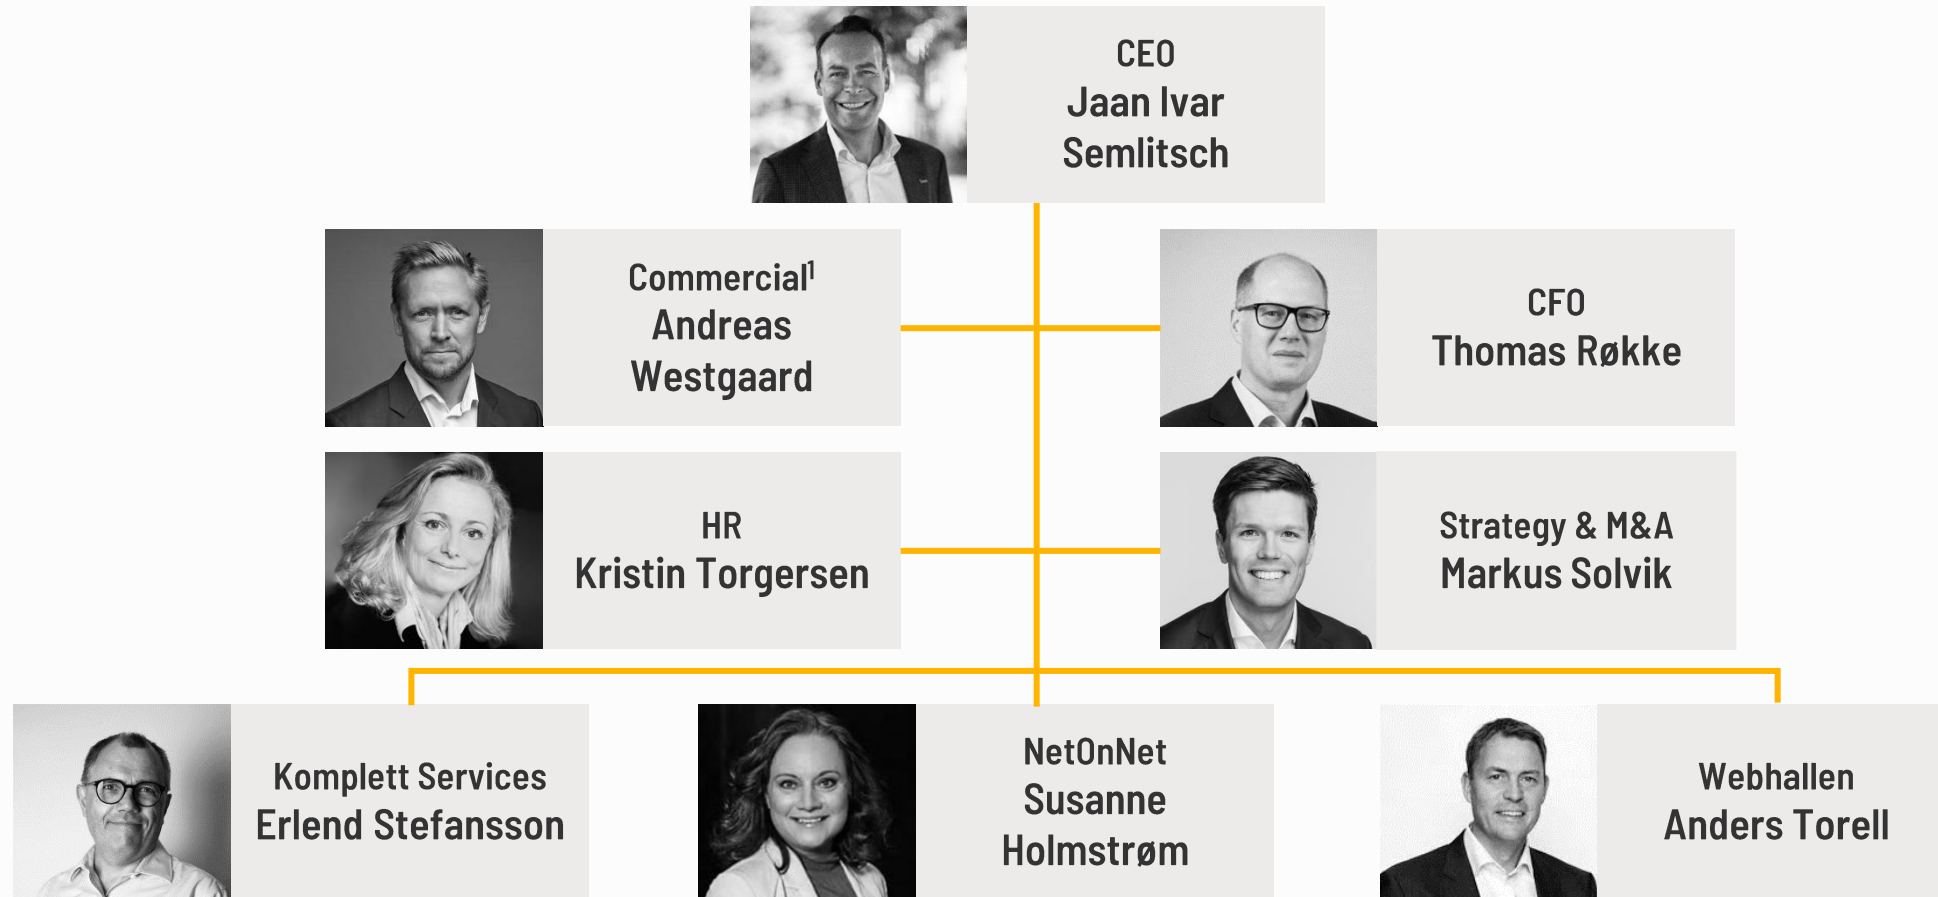 CEO
Jaan Ivar
Semlitsch
Commercial¹
Andreas
Westgaard
CFO
Thomas Røkke
HR
Kristin Torgersen
Strategy & M&A
Markus Solvik
Komplett Services
Erlend Stefansson
NetOnNet
Susanne
Holmstrøm
Webhallen
Anders Torell